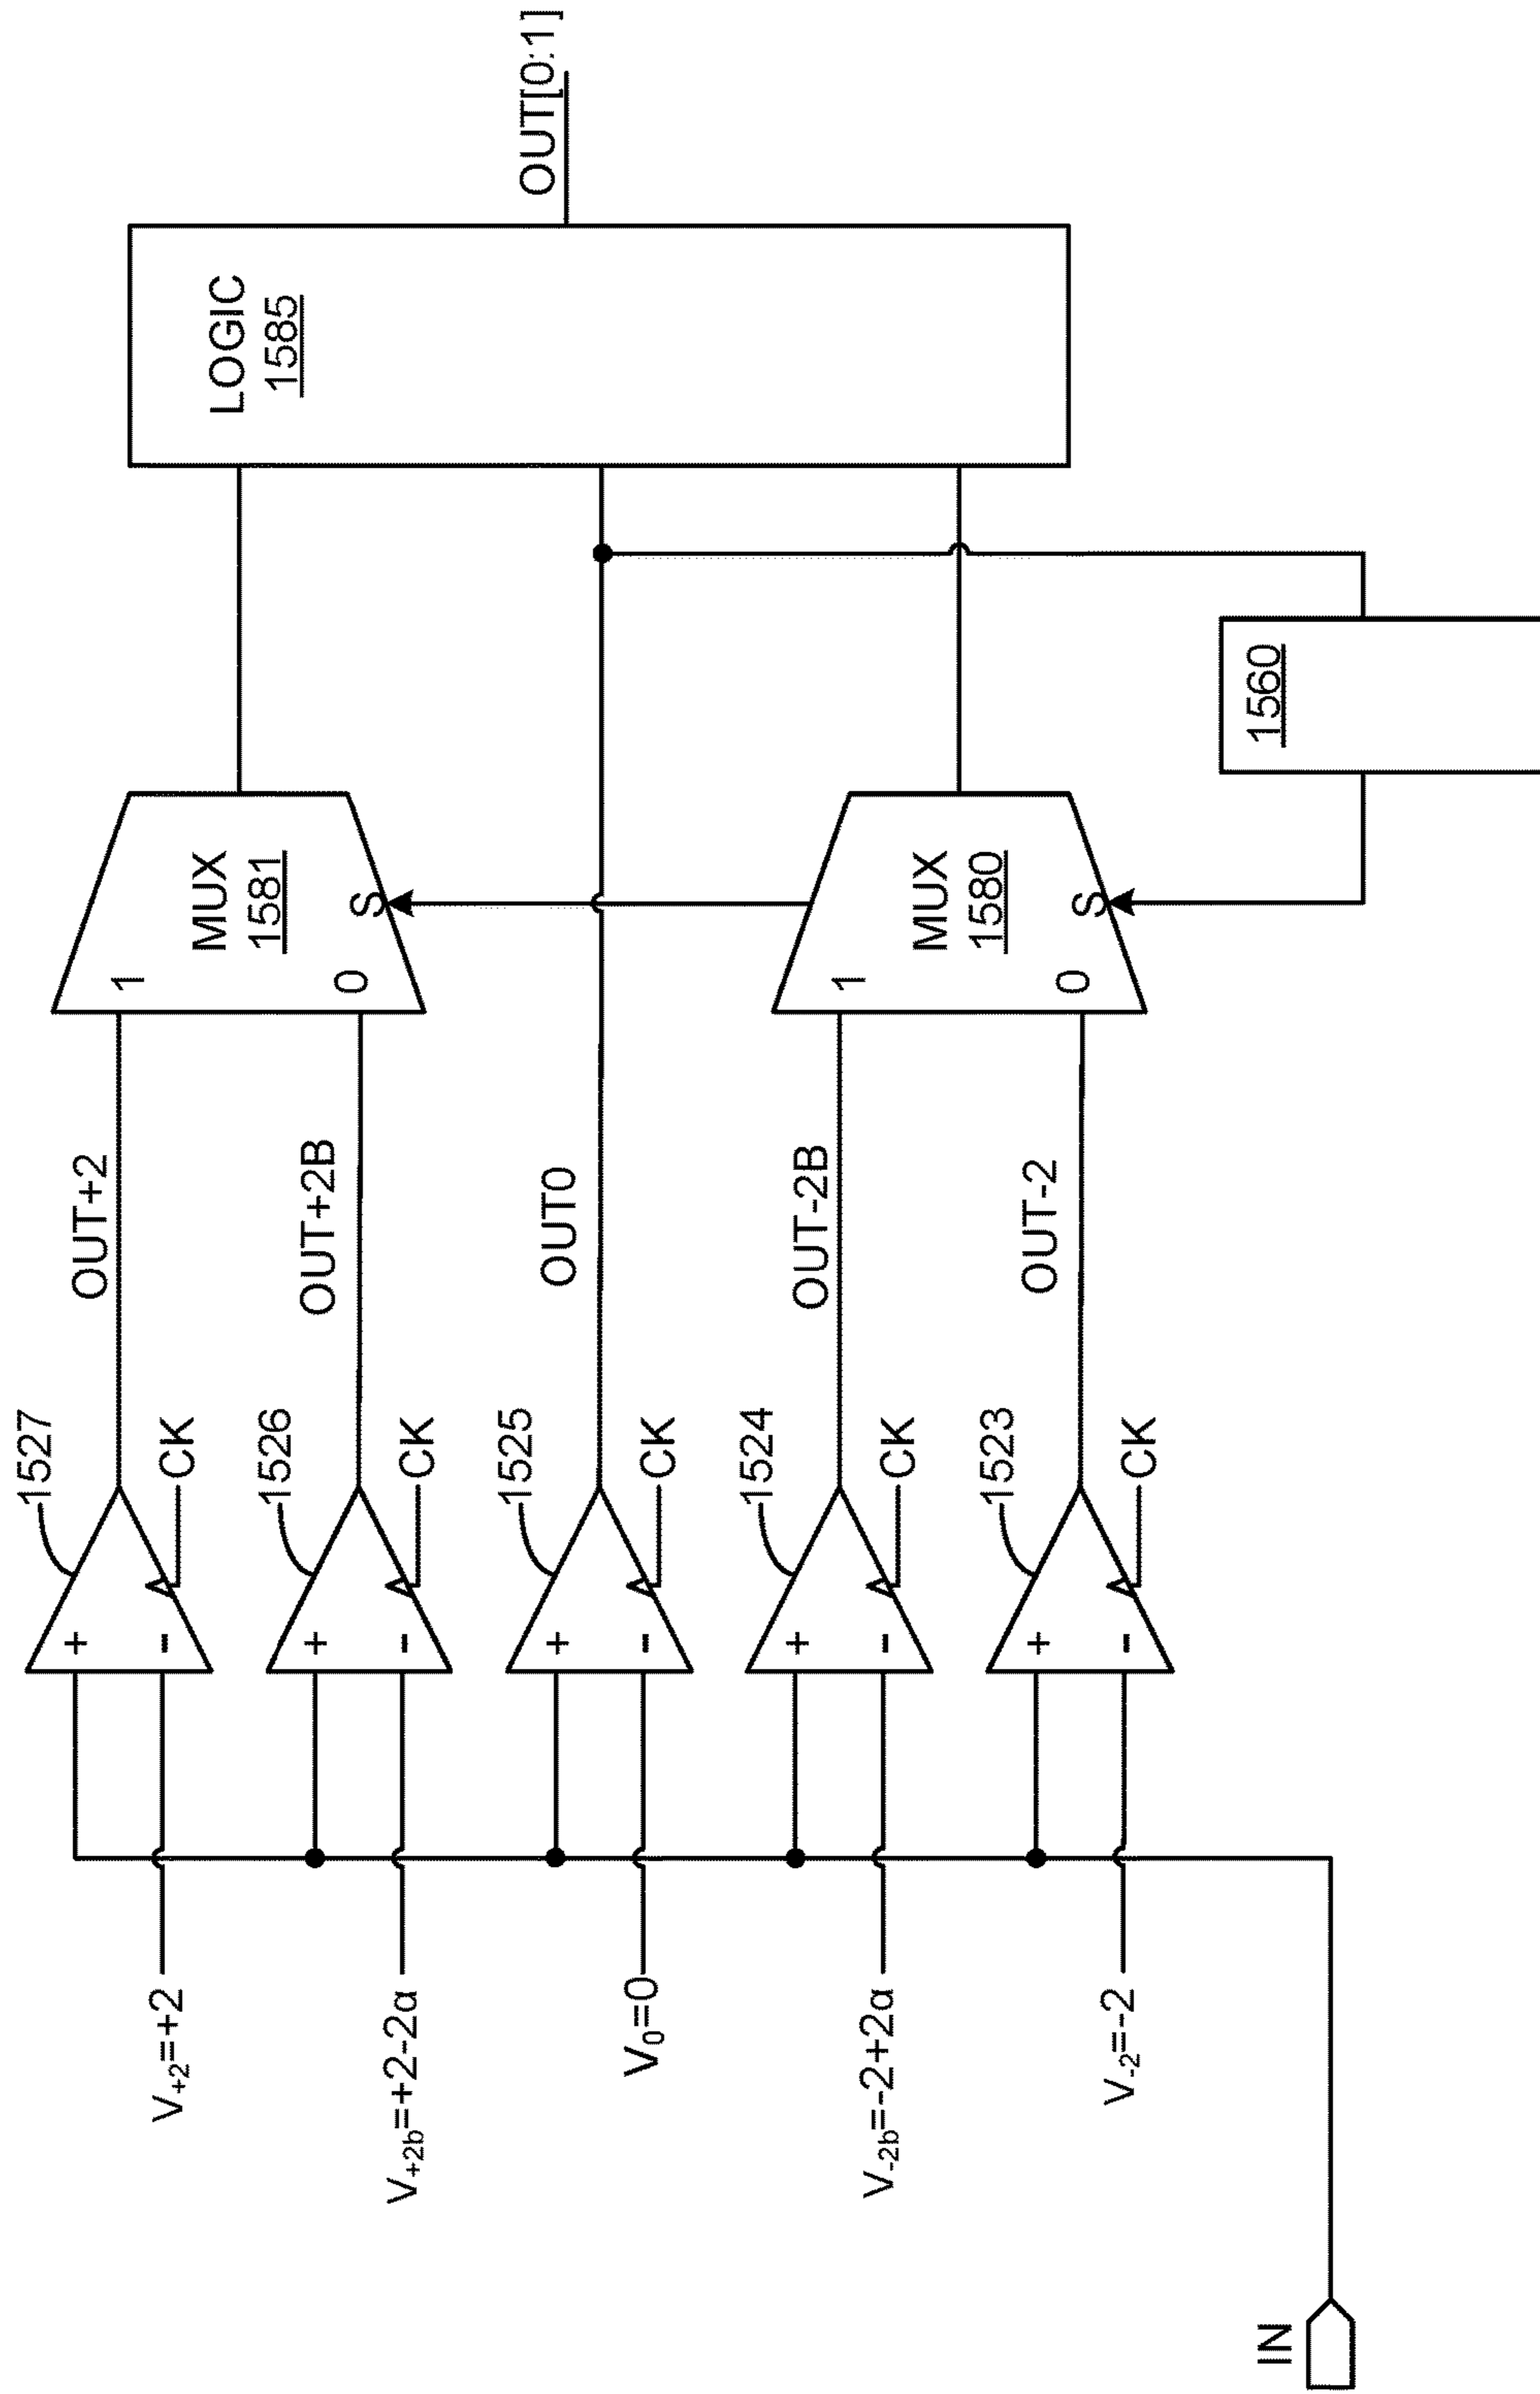 1527
V+2=+2
CK
OUT+2
1
0
MUX
1581
S
1526
V+2b=+2-2α
CK
OUT+2B
1525
V0=0
CK
OUT0
1524
V-2b=-2+2α
CK
OUT-2B
1
0
MUX
1580
S
1523
V-2=-2
CK
OUT-2
IN
1560
LOGIC
1585
OUT[0:1]
+
-
+
-
+
-
+
-
+
-